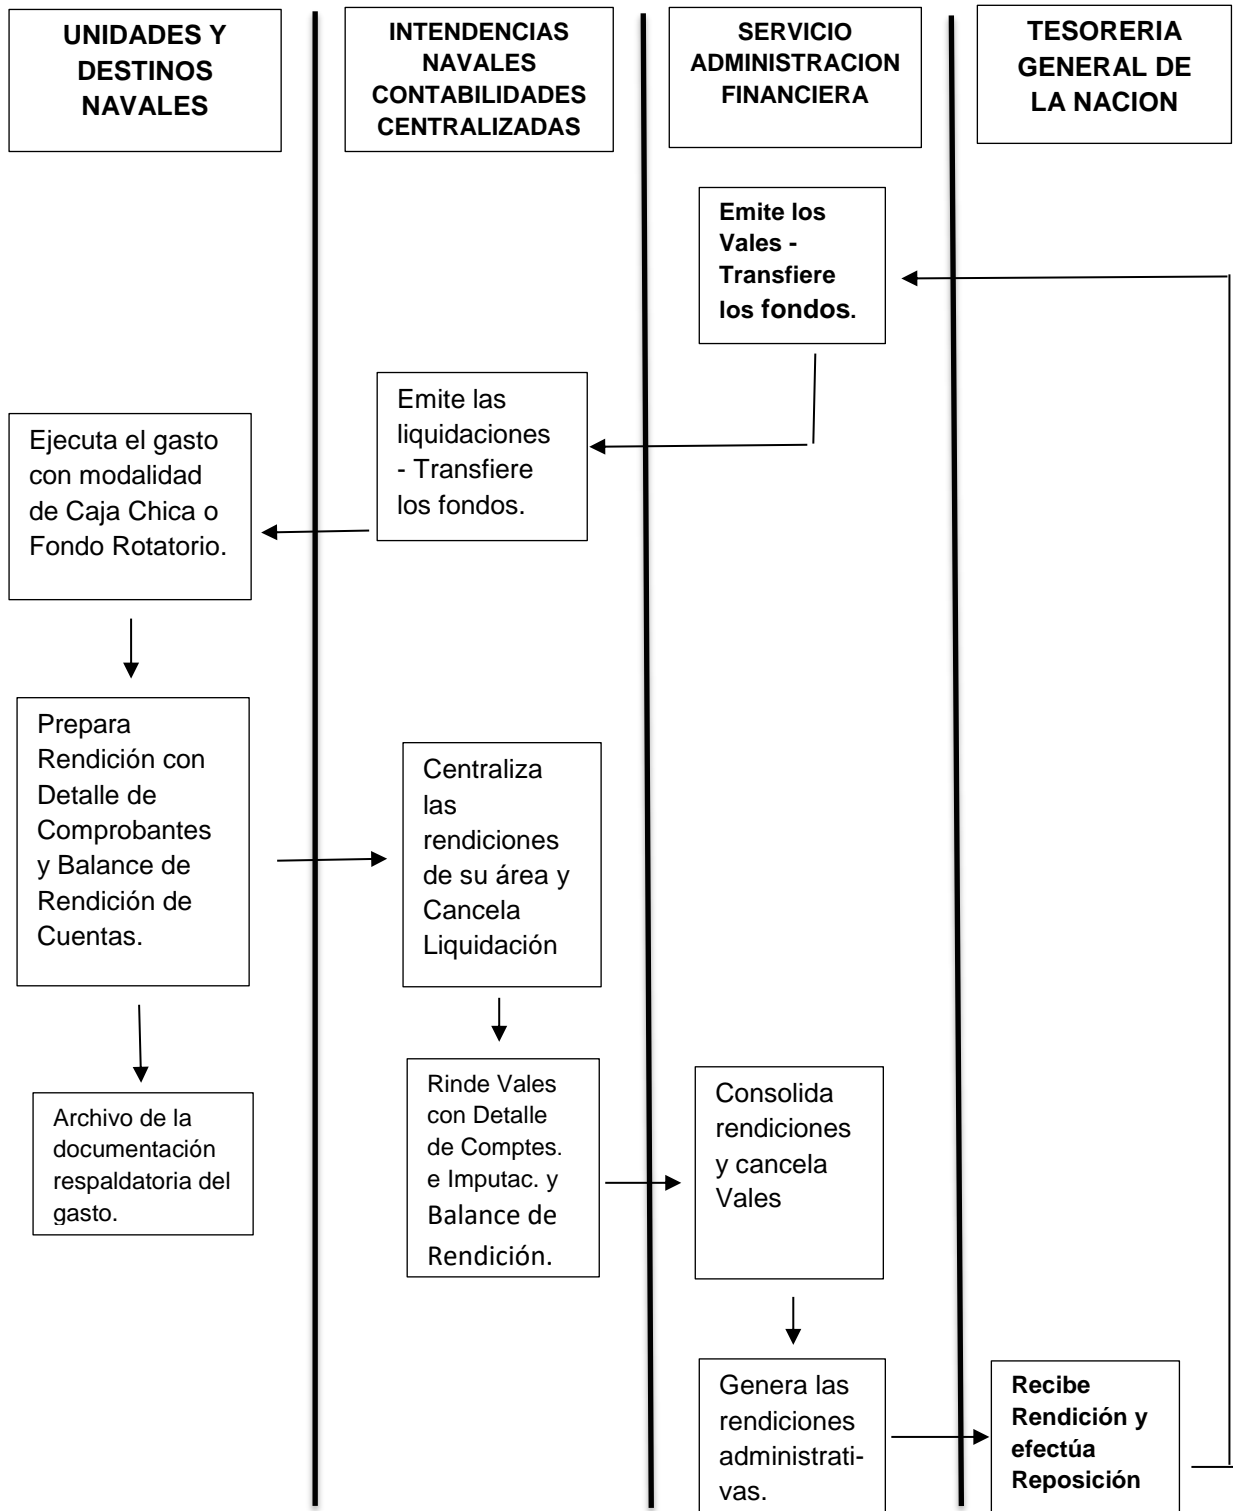 UNIDADES Y
DESTINOS
NAVALES
INTENDENCIAS
NAVALES
CONTABILIDADES
CENTRALIZADAS
SERVICIO
ADMINISTRACION
FINANCIERA
TESORERIA
GENERAL DE
LA NACION
Emite los
Vales -
Transfiere
los fondos.
Emite las
liquidaciones
- Transfiere
los fondos.
Ejecuta el gasto
con modalidad
de Caja Chica o
Fondo Rotatorio.
Prepara
Rendición con
Detalle de
Comprobantes
y Balance de
Rendición de
Cuentas.
Centraliza
las
rendiciones
de su área y
Cancela
Liquidación
Archivo de la
documentación
respaldatoria del
gasto.
Rinde Vales
con Detalle
de Comptes.
e Imputac. y
Balance de
Rendición.
Consolida
rendiciones
y cancela
Vales
Genera las
rendiciones
administrati-
vas.
Recibe
Rendición y
efectúa
Reposición